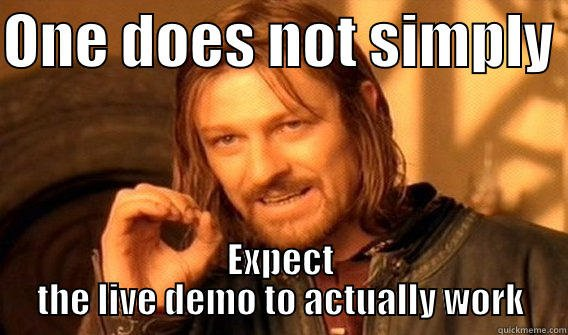 One does not simply
Expect
the live demo to actually work
quickmeme.com